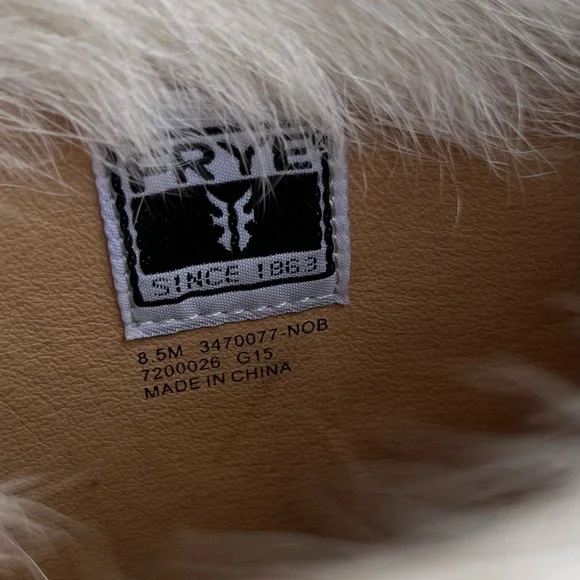 FRYE
SINCE 1863
8.5M 3470077-NOB
7200026 G15
MADE IN CHINA